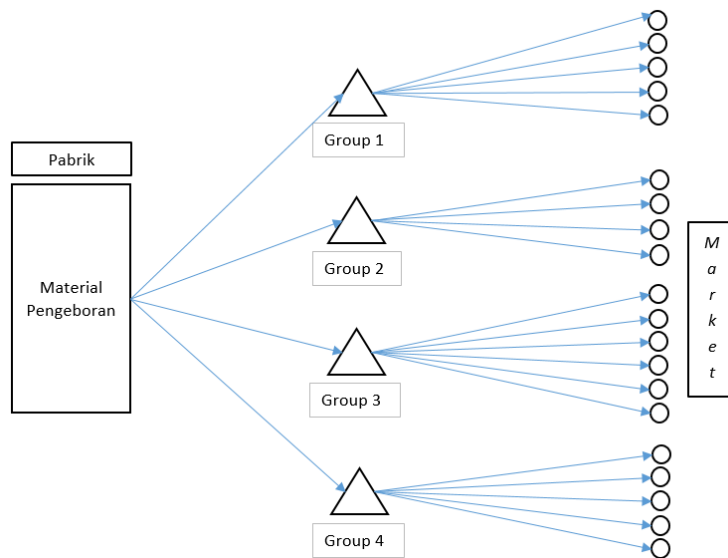 Pabrik
Material
Pengeboran
Group 1
Group 2
Group 3
Group 4
M
a
r
k
e
t